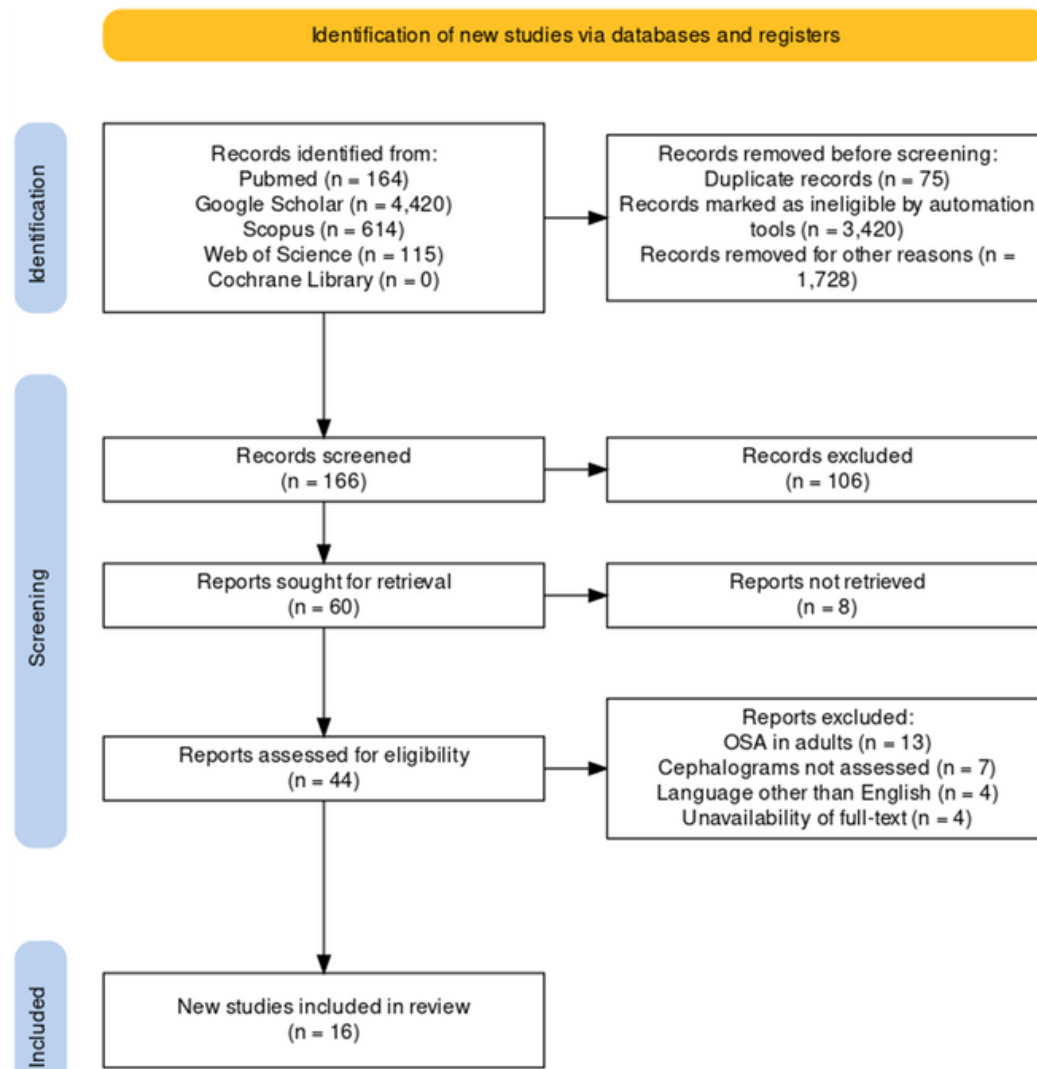 Identification of new studies via databases and registers
Identification
Records identified from:
Pubmed (n = 164)
Google Scholar (n = 4,420)
Scopus (n = 614)
Web of Science (n = 115)
Cochrane Library (n = 0)
Records removed before screening:
Duplicate records (n = 75)
Records marked as ineligible by automation
tools (n = 3,420)
Records removed for other reasons (n =
1,728)
Screening
Records screened
(n = 166)
Records excluded
(n = 106)
Reports sought for retrieval
(n = 60)
Reports not retrieved
(n = 8)
Reports assessed for eligibility
(n = 44)
Reports excluded:
OSA in adults (n = 13)
Cephalograms not assessed (n = 7)
Language other than English (n = 4)
Unavailability of full-text (n = 4)
Included
New studies included in review
(n = 16)